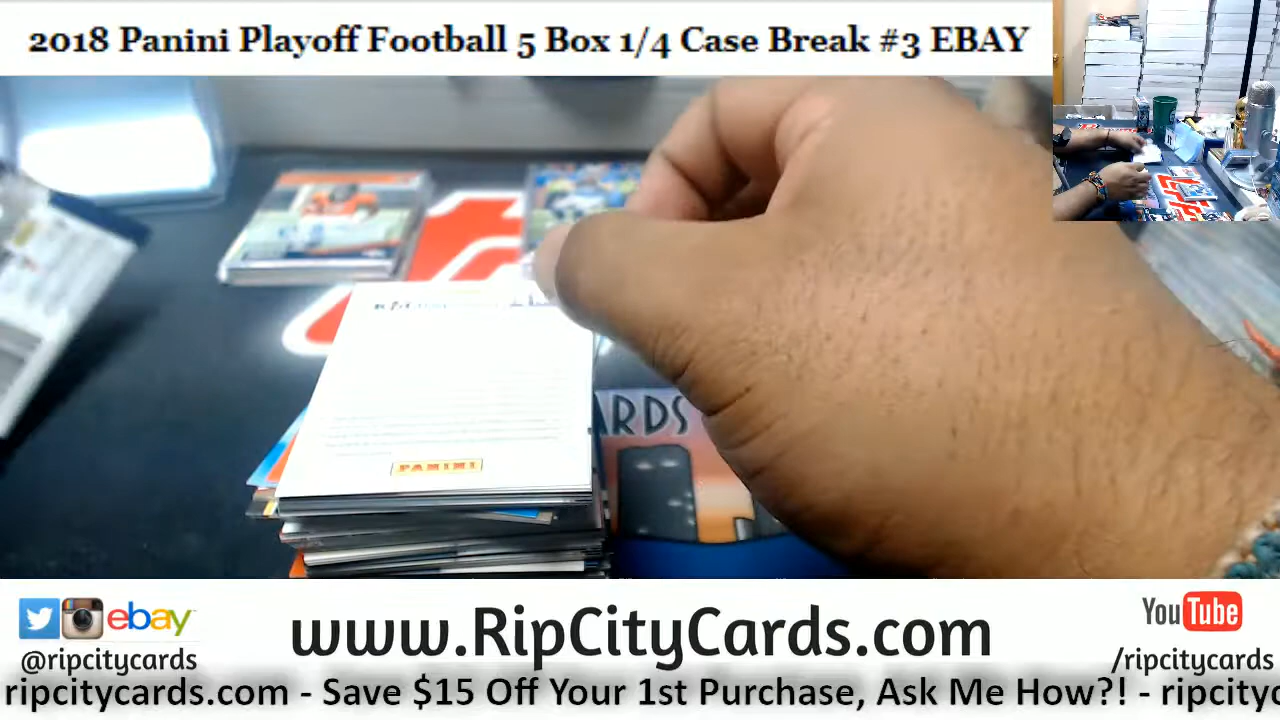 2018 Panini Playoff Football 5 Box 1/4 Case Break #3 EBAY
ARDS
PANINI
ebay
@ripcitycards
www.RipCityCards.com
YouTube
/ripcitycards
ripcitycards.com - Save $15 Off Your 1st Purchase, Ask Me How?! - ripcityc